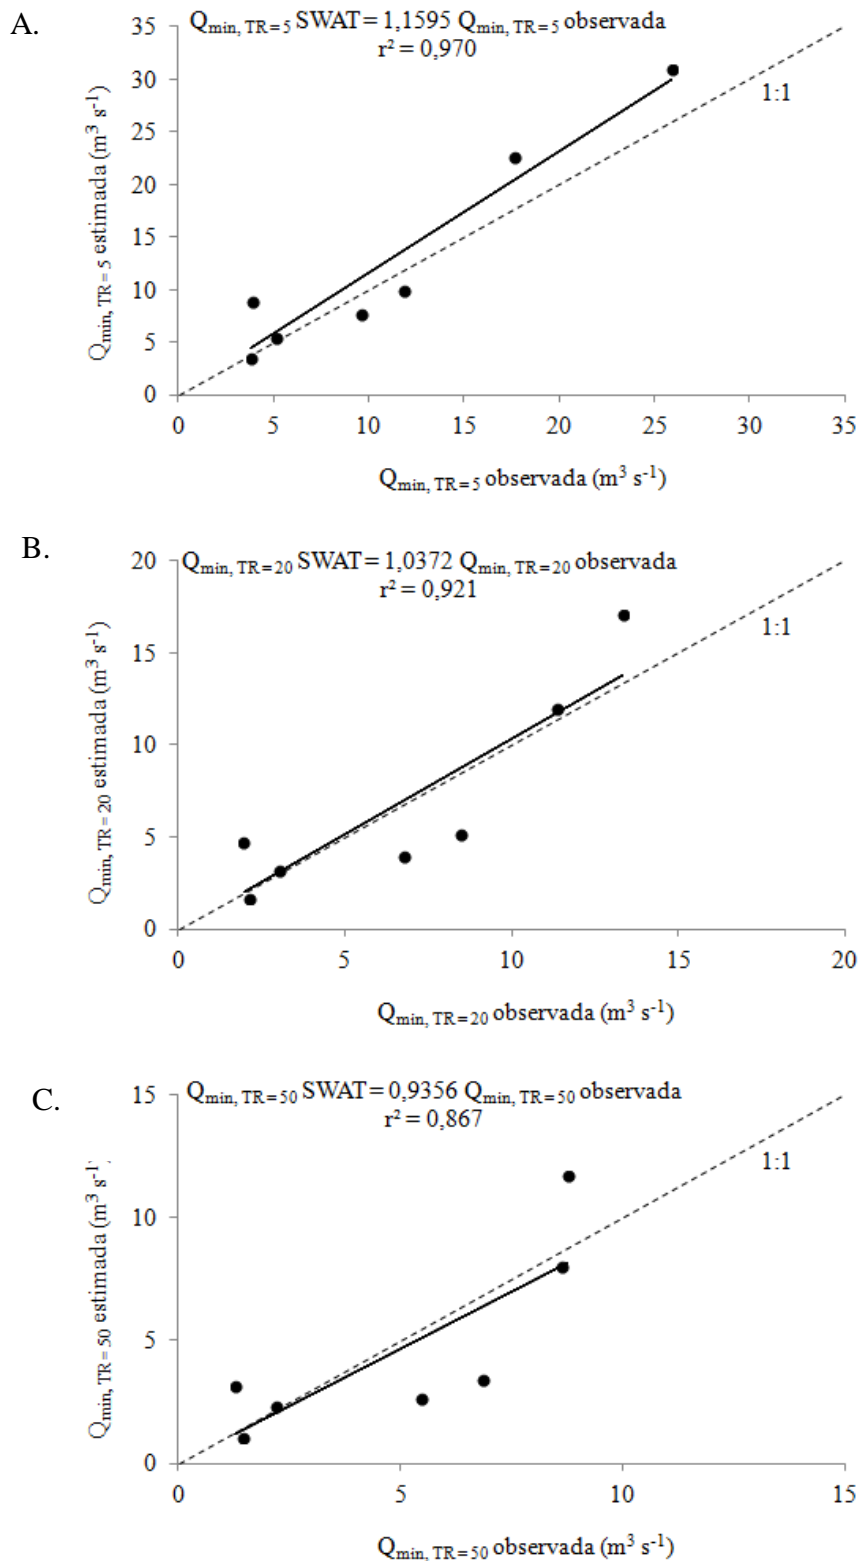 A.
Qmin, TR=5 SWAT=1,1595 Qmin, TR=5 observada
r² = 0,970
35
30
25
20
15
10
5
0
1:1
Qmin, TR=5 estimada (m³ s⁻¹)
0 5 10 15 20 25 30 35
Qmin, TR=5 observada (m³ s⁻¹)
B.
Qmin, TR=20 SWAT=1,0372 Qmin, TR=20 observada
r² = 0,921
20
15
10
5
0
1:1
Qmin, TR=20 estimada (m³ s⁻¹)
0 5 10 15 20
Qmin, TR=20 observada (m³ s⁻¹)
C.
Qmin, TR=50 SWAT=0,9356 Qmin, TR=50 observada
r² = 0,867
15
10
5
0
1:1
Qmin, TR=50 estimada (m³ s⁻¹)
0 5 10 15
Qmin, TR=50 observada (m³ s⁻¹)